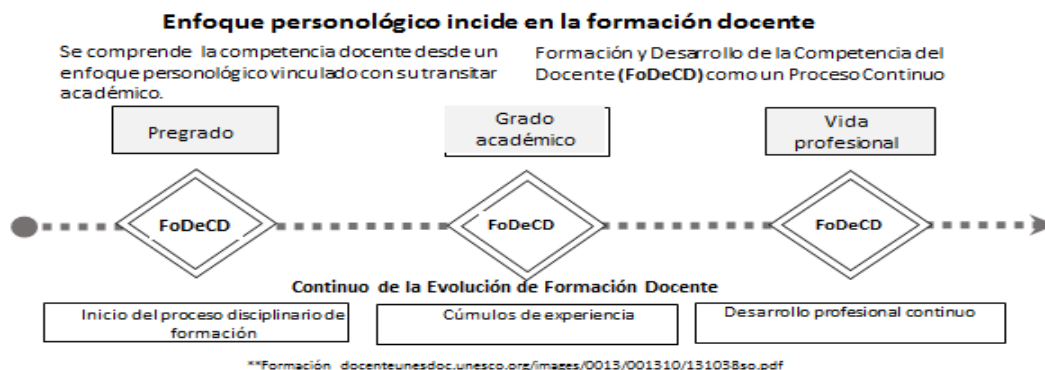 Enfoque personológico incide en la formación docente
Se comprende la competencia docente desde un
enfoque personológico vinculado con su transitar
académico.
Formación y Desarrollo de la Competencia del
Docente (FoDeCD) como un Proceso Continuo
Pregrado
Grado
académico
Vida
profesional
FoDeCD
FoDeCD
FoDeCD
Continuo de la Evolución de Formación Docente
Inicio del proceso disciplinario de
formación
Cúmulos de experiencia
Desarrollo profesional continuo
**Formación docenteunesdoc.unesco.org/images/0013/001310/131038so.pdf